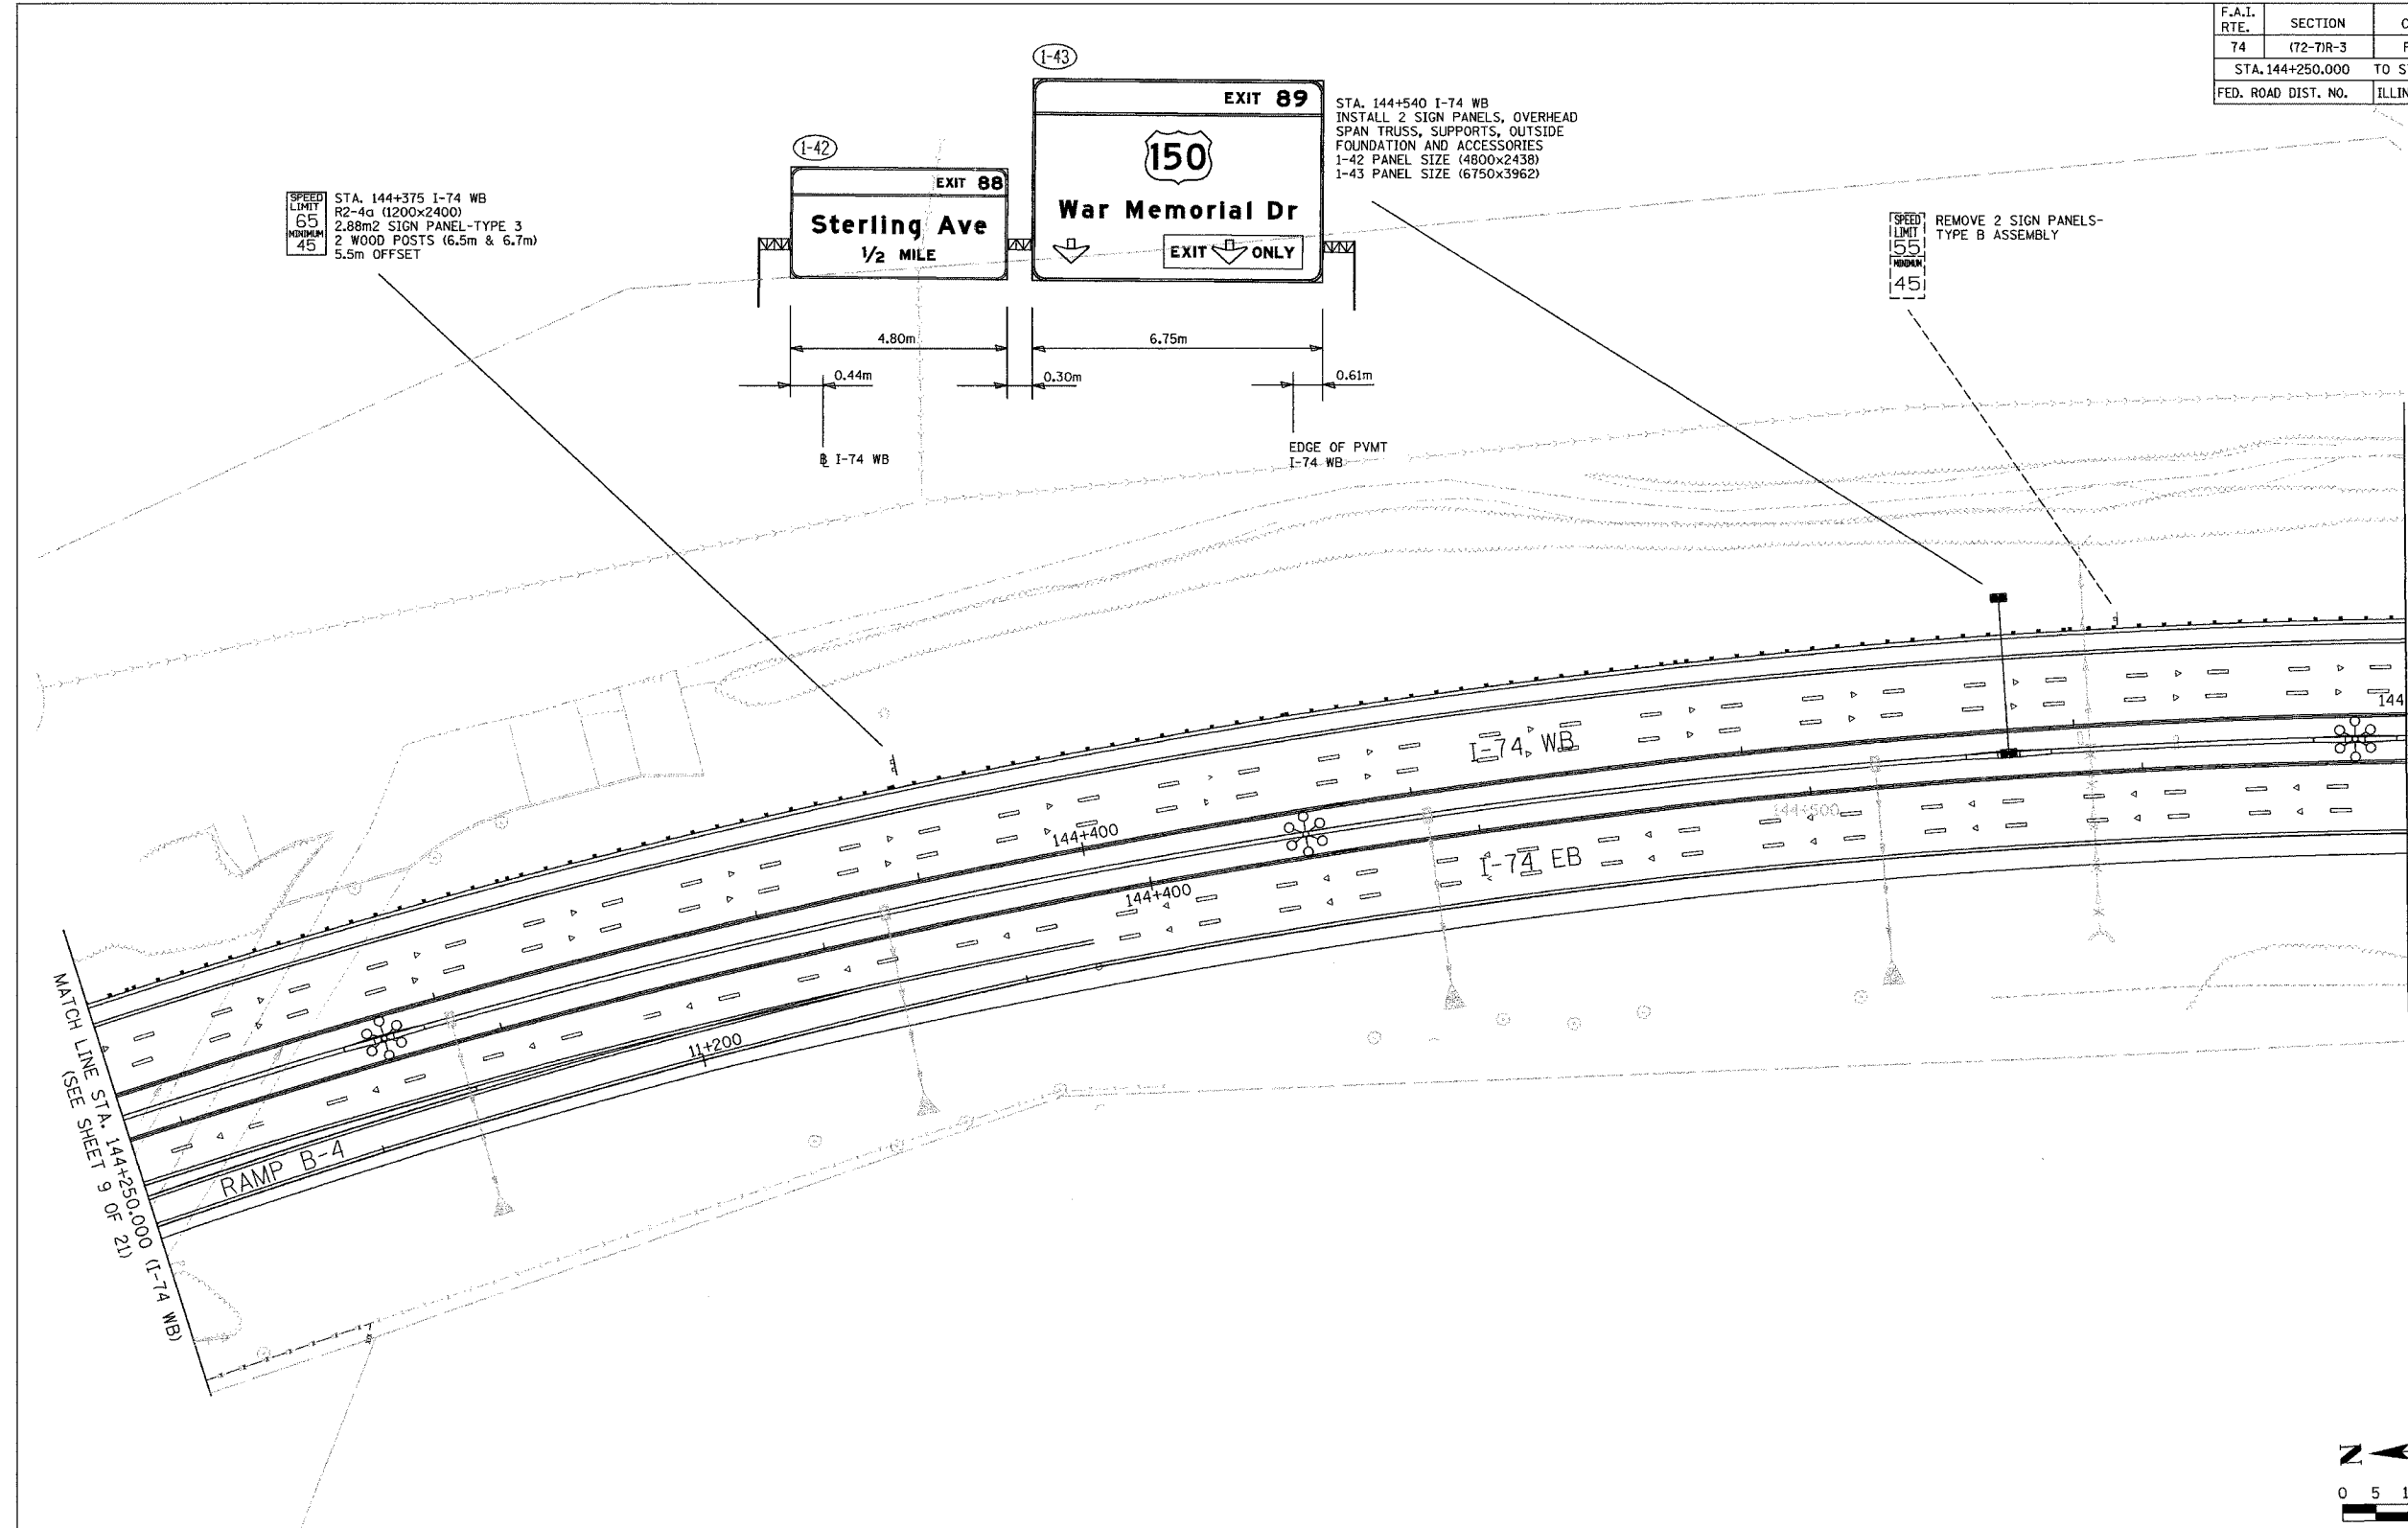 F.A.I.
RTE.
SECTION
74
(72-7)R-3
STA. 144+250.000 TO
FED. ROAD DIST. NO.
1-43
EXIT 89
150
War Memorial Dr
EXIT ONLY
STA. 144+540 I-74 WB
INSTALL 2 SIGN PANELS, OVERHEAD
SPAN TRUSS, SUPPORTS, OUTSIDE
FOUNDATION AND ACCESSORIES
1-42 PANEL SIZE (4800x2438)
1-43 PANEL SIZE (6750x3962)
1-42
EXIT 88
Sterling Ave
1/2 MILE
SPEED
LIMIT
65
MINIMUM
45
STA. 144+375 I-74 WB
R2-4a (1200x2400)
2.88m2 SIGN PANEL-TYPE 3
2 WOOD POSTS (6.5m & 6.7m)
5.5m OFFSET
SPEED
LIMIT
55
MINIMUM
45
REMOVE 2 SIGN PANELS-
TYPE B ASSEMBLY
4.80m
6.75m
0.44m
0.30m
0.61m
I-74 WB
EDGE OF PVMT
I-74 WB
144
I-74 WB
144+500
144+400
I-74 EB
144+400
11+200
RAMP B-4
MATCH LINE STA. 144+250.000 (I-74 WB)
(SEE SHEET 9 OF 21)
N
0 5